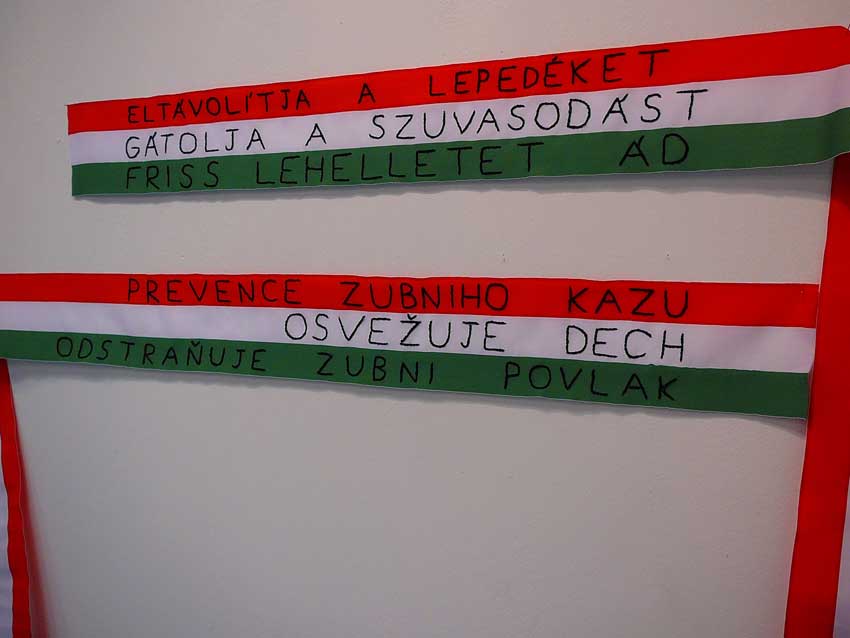 ELTÁVOLÍTJA A LEPEDÉKET
GÁTOLJA A SZUVASODÁST
FRISS LEHELLETET ÁD
PREVENCE ZUBNIHO KAZU
OSVEŽUJE DECH
ODSTRAŇUJE ZUBNI POVLAK